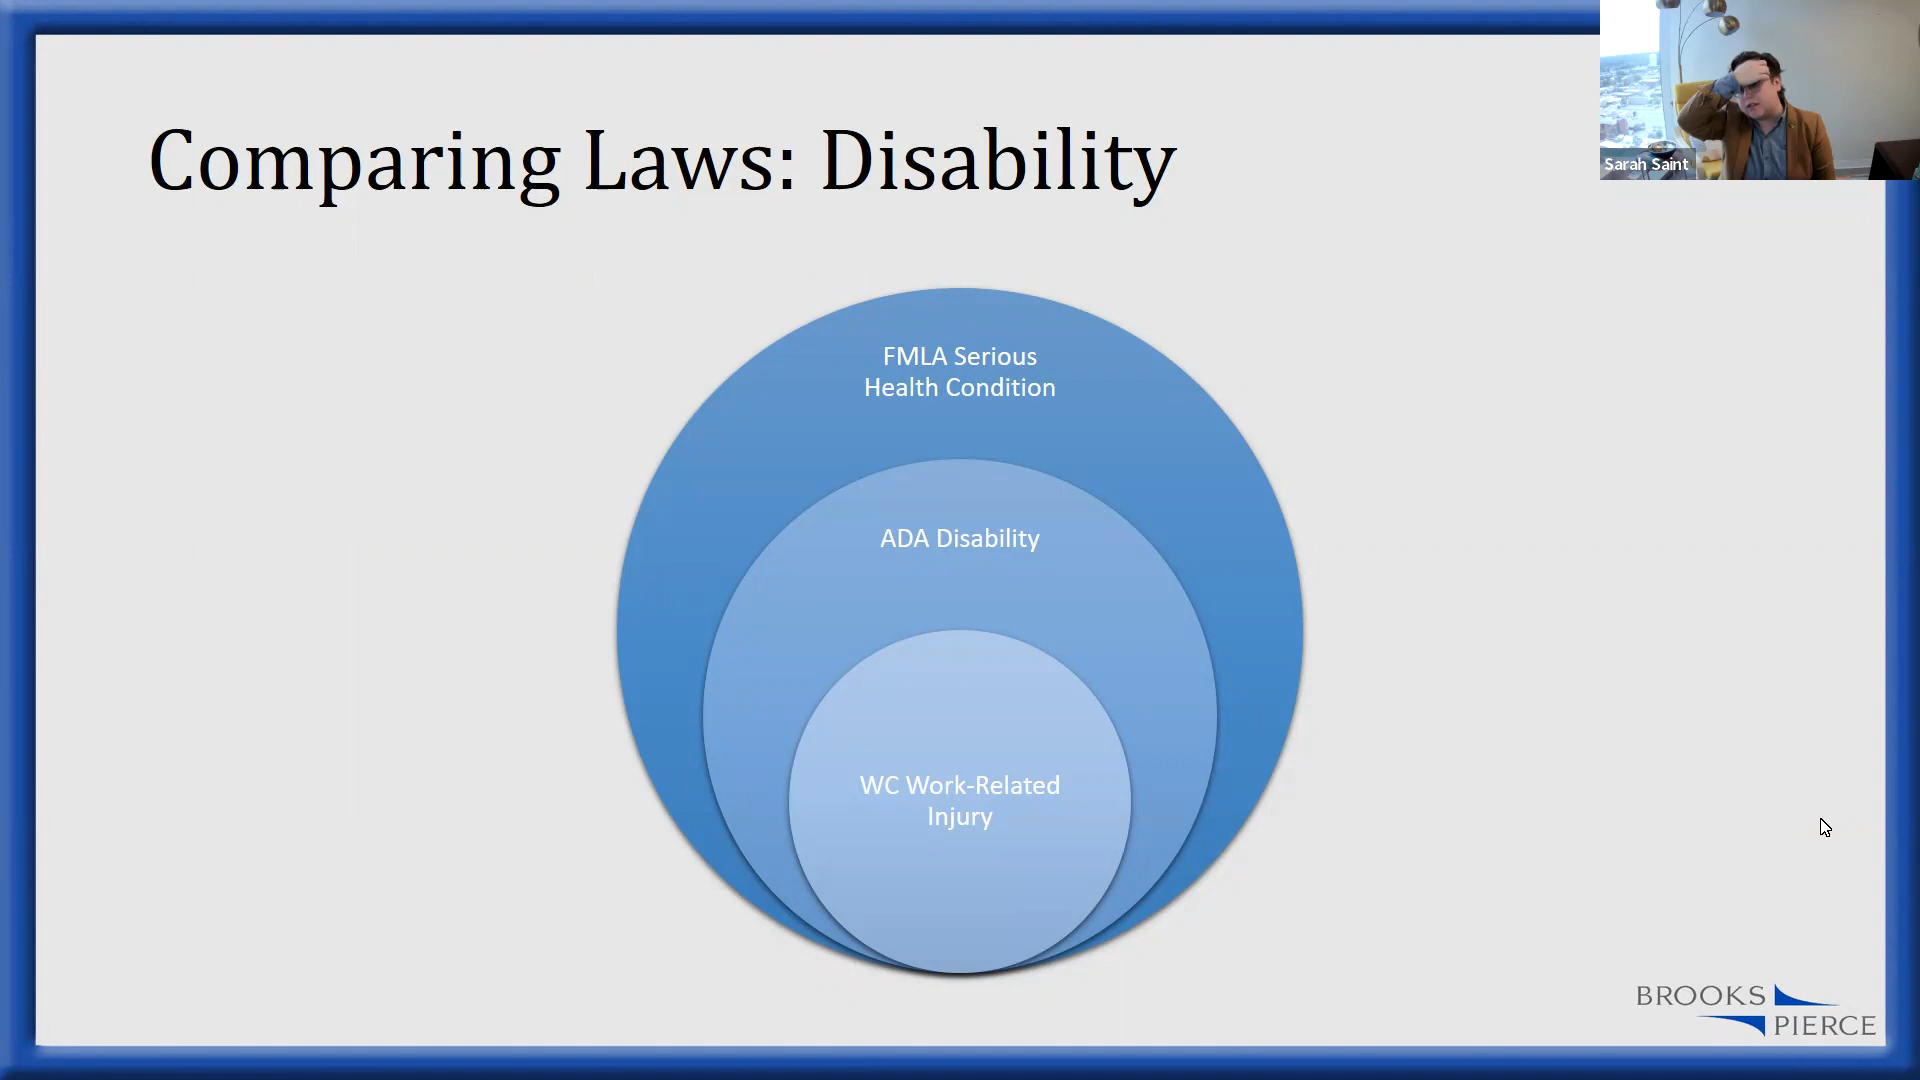 Comparing Laws: Disability
Sarah Saint
FMLA Serious
Health Condition
ADA Disability
WC Work-Related
Injury
BROOKS
PIERCE